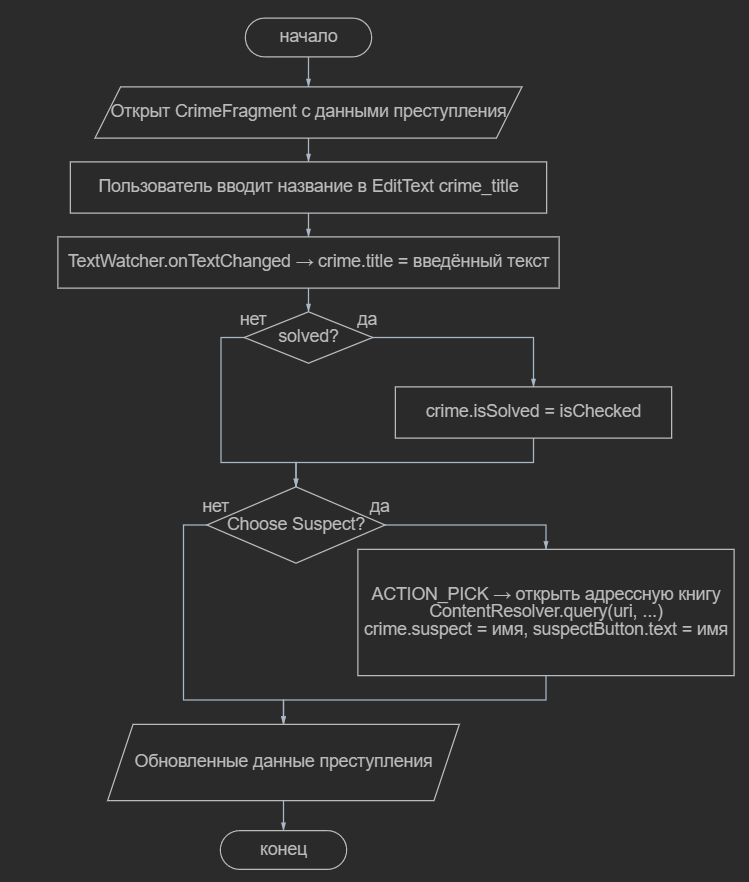 начало
Открыт CrimeFragment с данными преступления
Пользователь вводит название в EditText crime_title
TextWatcher.onTextChanged → crime.title = введённый текст
нет
да
solved?
crime.isSolved = isChecked
нет
да
Choose Suspect?
ACTION_PICK → открыть адрессную книгу
ContentResolver.query(uri, ...)
crime.suspect = имя, suspectButton.text = имя
Обновленные данные преступления
конец